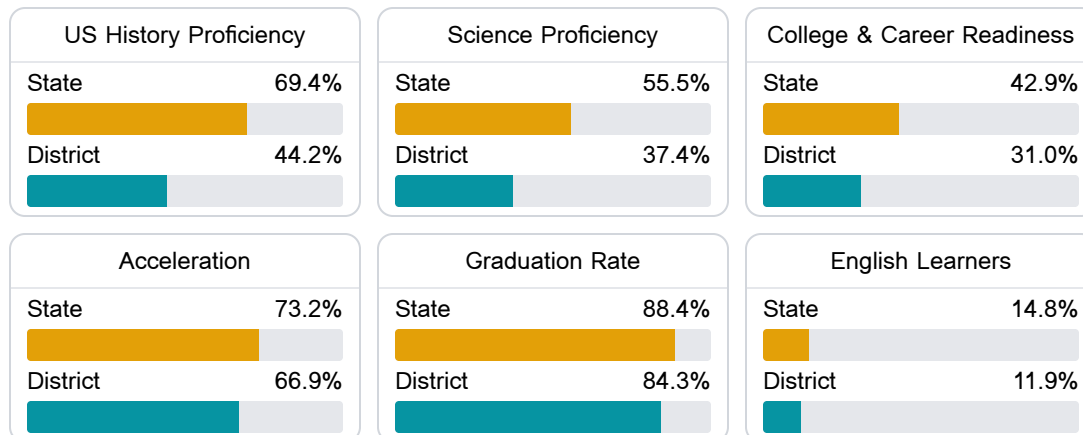 US History Proficiency
State 69.4%
District 44.2%
Science Proficiency
State 55.5%
District 37.4%
College & Career Readiness
State 42.9%
District 31.0%
Acceleration
State 73.2%
District 66.9%
Graduation Rate
State 88.4%
District 84.3%
English Learners
State 14.8%
District 11.9%